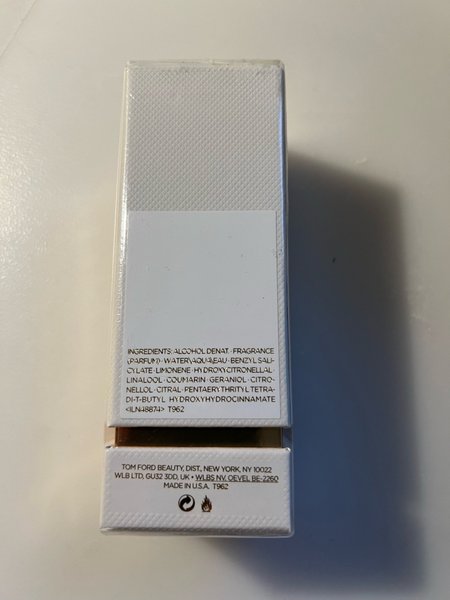 INGREDIENTS: ALCOHOL DENAT. · FRAGRANCE
(PARFUM) · WATER\AQUA\EAU · BENZYL SALI-
CYLATE · LIMONENE · HYDROXYCITRONELLAL ·
LINALOOL · COUMARIN · GERANIOL · CITRO-
NELLOL · CITRAL · PENTAERYTHRITYL TETRA-
DI-T-BUTYL HYDROXYHYDROCINNAMATE
<ILN48874> T962
TOM FORD BEAUTY, DIST., NEW YORK, NY 10022
WLB LTD, GU32 3DD, UK • WLBS NV, OEVEL BE-2260
MADE IN U.S.A. T962